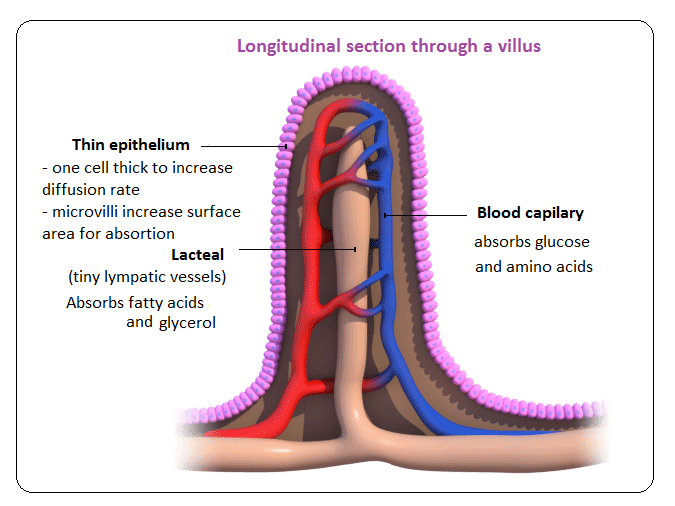 Longitudinal section through a villus
Thin epithelium
- one cell thick to increase
diffusion rate
- microvilli increase surface
area for absortion
Lacteal
(tiny lympatic vessels)
Absorbs fatty acids
and glycerol
Blood capilary
absorbs glucose
and amino acids